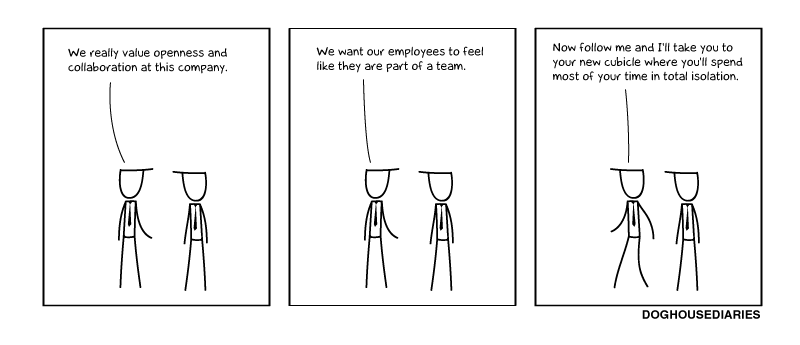 We really value openness and
collaboration at this company.
We want our employees to feel
like they are part of a team.
Now follow me and I'll take you to
your new cubicle where you'll spend
most of your time in total isolation.
DOGHOUSEDIARIES